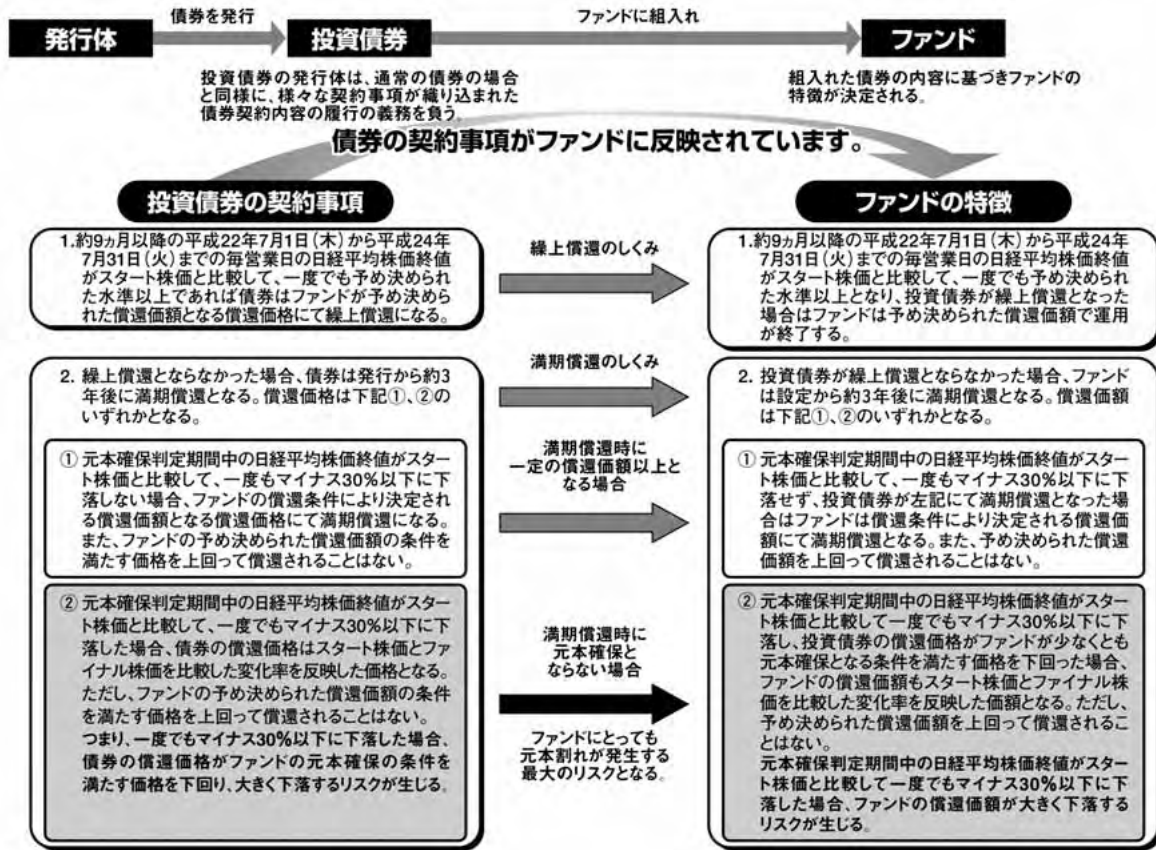 債券を発行
ファンドに組入れ
発行体
投資債券
ファンド
投資債券の発行体は、通常の債券の場合
と同様に、様々な契約事項が織り込まれた
債券契約内容の履行の義務を負う。
組入れた債券の内容に基づきファンドの
特徴が決定される。
債券の契約事項がファンドに反映されています。
投資債券の契約事項
ファンドの特徴
1.約9ヵ月以降の平成22年7月1日(木)から平成24年
7月31日(火)までの毎営業日の日経平均株価終値
がスタート株価と比較して、一度でも予め決められ
た水準以上であれば債券はファンドが予め決めら
れた償還価額となる償還価格にて繰上償還になる。
繰上償還のしくみ
1.約9ヵ月以降の平成22年7月1日(木)から平成24年
7月31日(火)までの毎営業日の日経平均株価終値
がスタート株価と比較して、一度でも予め決められ
た水準以上となり、投資債券が繰上償還となった
場合はファンドは予め決められた償還価額で運用
が終了する。
2. 繰上償還とならなかった場合、債券は発行から約3
年後に満期償還となる。償還価格は下記①、②の
いずれかとなる。
満期償還のしくみ
2. 投資債券が繰上償還とならなかった場合、ファンド
は設定から約3年後に満期償還となる。償還価額
は下記①、②のいずれかとなる。
① 元本確保判定期間中の日経平均株価終値がスター
ト株価と比較して、一度もマイナス30%以下に下
落しない場合、ファンドの償還条件により決定され
る償還価額となる償還価格にて満期償還になる。
また、ファンドの予め決められた償還価額の条件を
満たす価格を上回って償還されることはない。
満期償還時に
一定の償還価額以上と
なる場合
① 元本確保判定期間中の日経平均株価終値がスター
ト株価と比較して、一度もマイナス30%以下に下
落せず、投資債券が左記にて満期償還となった場
合はファンドは償還条件により決定される償還価
額にて満期償還となる。また、予め決められた償還
価額を上回って償還されることはない。
② 元本確保判定期間中の日経平均株価終値がスター
ト株価と比較して、一度でもマイナス30%以下に下
落した場合、債券の償還価格はスタート株価とファ
イナル株価を比較した変化率を反映した価格となる。
ただし、ファンドの予め決められた償還価額の条件
を満たす価格を上回って償還されることはない。
つまり、一度でもマイナス30%以下に下落した場合、
債券の償還価格がファンドの元本確保の条件を
満たす価格を下回り、大きく下落するリスクが生じる。
満期償還時に
元本確保と
ならない場合
ファンドにとっても
元本割れが発生する
最大のリスクとなる。
② 元本確保判定期間中の日経平均株価終値がスター
ト株価と比較して、一度でもマイナス30%以下に下
落し、投資債券の償還価格がファンドが少なくとも
元本確保となる条件を満たす価格を下回った場合、
ファンドの償還価額もスタート株価とファイナル株
価を比較した変化率を反映した価額となる。ただし、
予め決められた償還価額を上回って償還されるこ
とはない。
元本確保判定期間中の日経平均株価終値がスター
ト株価と比較して一度でもマイナス30%以下に下
落した場合、ファンドの償還価額が大きく下落する
リスクが生じる。